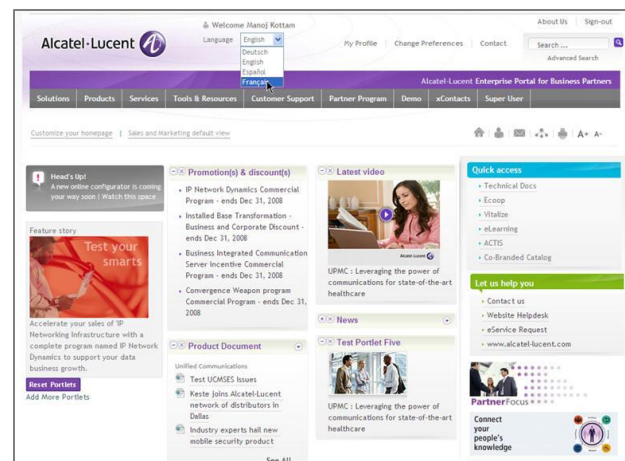 Welcome Manoj Kottam
About Us Sign-out
Alcatel·Lucent
Language English
Deutsch
English
Español
Français
My Profile Change Preferences Contact
Search ...
Advanced Search
Alcatel-Lucent Enterprise Portal for Business Partners
Solutions Products Services Tools & Resources Customer Support Partner Program Demo xContacts Super User
Customize your homepage | Sales and Marketing default view
A+ A-
Head's Up!
A new online configurator is coming
your way soon | Watch this space
Feature story
Test your
smarts
Accelerate your sales of 'IP
Networking Infrastructure with a
complete program named IP Network
Dynamics to support your data
business growth.
Reset Portlets
Add More Portlets
Promotion(s) & discount(s)
IP Network Dynamics Commercial
Program - ends Dec 31, 2008
Installed Base Transformation -
Business and Corporate Discount -
ends Dec 31, 2008
Business Integrated Communication
Server Incentive Commercial
Program - ends Dec 31, 2008
Convergence Weapon program
Commercial Program - ends Dec 31,
2008
Product Document
Unified Communications
Test UCMSES Issues
Keste joins Alcatel-Lucent
network of distributors in
Dallas
Industry experts hail new
mobile security product
See All
Latest video
Alcatel·Lucent
UPMC : Leveraging the power of
communications for state-of-the-art
healthcare
News
Test Portlet Five
UPMC : Leveraging the power of
communications for state-of-the-art
healthcare
Quick access
Technical Docs
Ecoop
Vitalize
eLearning
ACTIS
Co-Branded Catalog
Let us help you
Contact us
Website Helpdesk
eService Request
www.alcatel-lucent.com
PartnerFocus
Connect
your
people's
knowledge